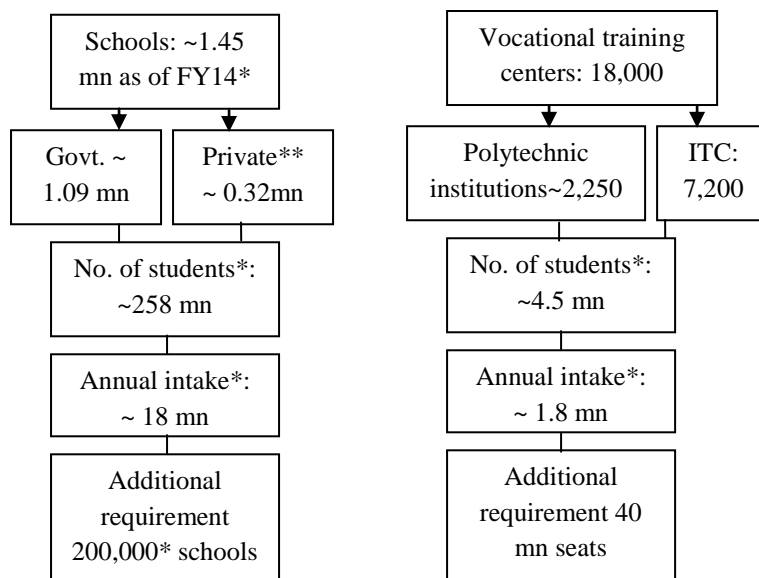 Schools: ~1.45
mn as of FY14*
Govt. ~
1.09 mn
Private**
~ 0.32mn
No. of students*:
~258 mn
Annual intake*:
~ 18 mn
Additional
requirement
200,000* schools
Vocational training
centers: 18,000
Polytechnic
institutions~2,250
ITC:
7,200
No. of students*:
~4.5 mn
Annual intake*:
~ 1.8 mn
Additional
requirement 40
mn seats